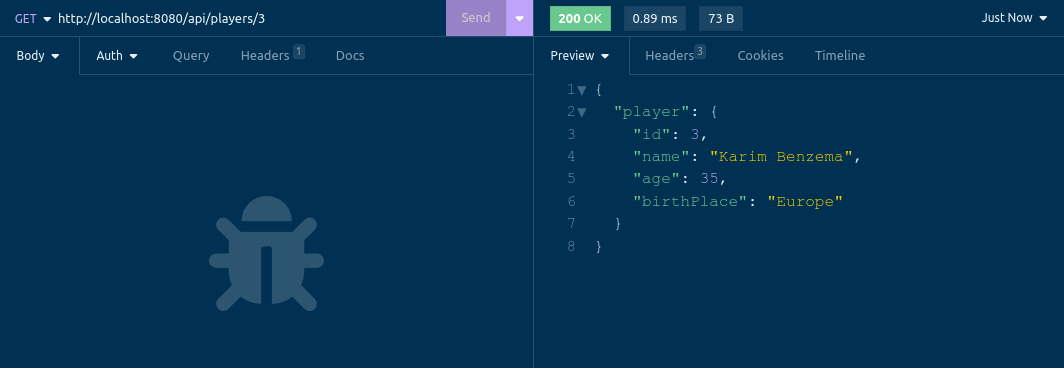 GET http://localhost:8080/api/players/3 Send 200 OK 0.89 ms 73 B Just Now
Body Auth Query Headers 1 Docs Preview Headers 3 Cookies Timeline
1 {
2 "player": {
3 "id": 3,
4 "name": "Karim Benzema",
5 "age": 35,
6 "birthPlace": "Europe"
7 }
8 }